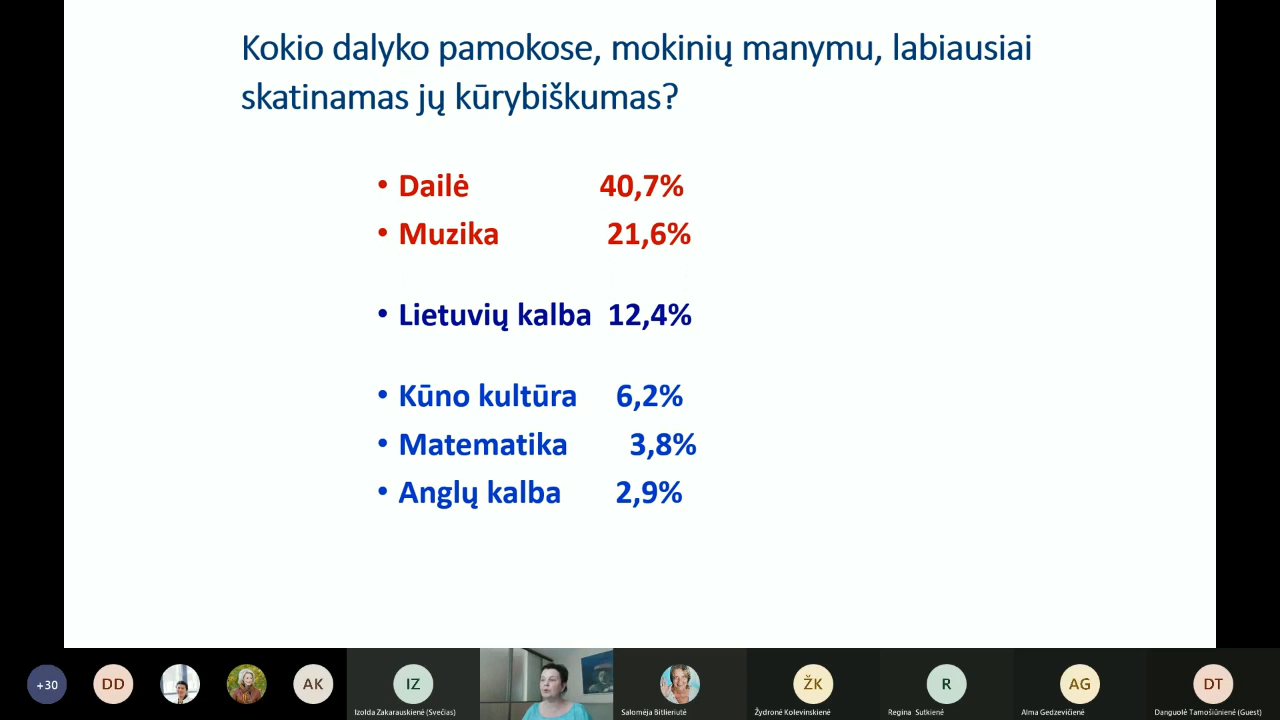 Kokio dalyko pamokose, mokinių manymu, labiausiai
skatinamas jų kūrybiškumas?
• Dailė 40,7%
• Muzika 21,6%
• Lietuvių kalba 12,4%
• Kūno kultūra 6,2%
• Matematika 3,8%
• Anglų kalba 2,9%
+30
DD
AK
IZ
ŽK
R
AG
DT
Izolda Zakarauskienė (Svečias)
Salomėja Bitlieriutė
Žydronė Kolevinskienė
Regina Sutkienė
Alma Gedzevičienė
Danguolė Tamošiūnienė (Guest)